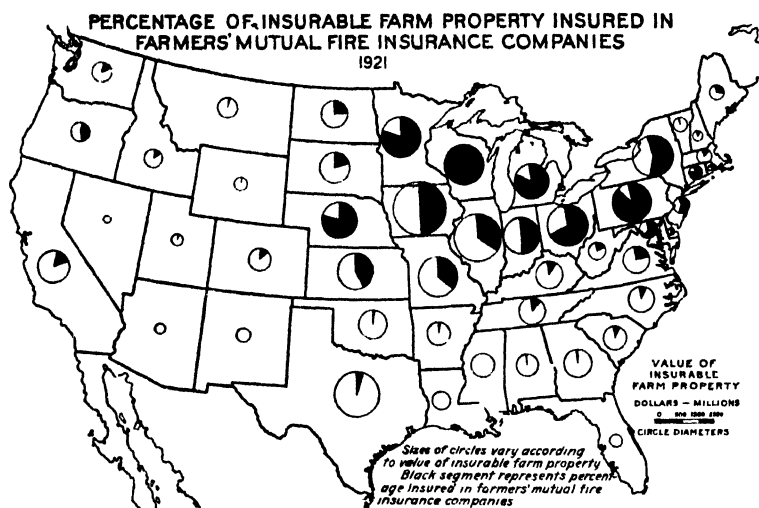 PERCENTAGE OF INSURABLE FARM PROPERTY INSURED IN
FARMERS' MUTUAL FIRE INSURANCE COMPANIES
1921
VALUE OF
INSURABLE
FARM PROPERTY
DOLLARS – MILLIONS
0 500
CIRCLE DIAMETERS
Sizes of circles vary according
to value of insurable farm property
Black segment represents percent-
age insured in farmers' mutual fire
insurance companies